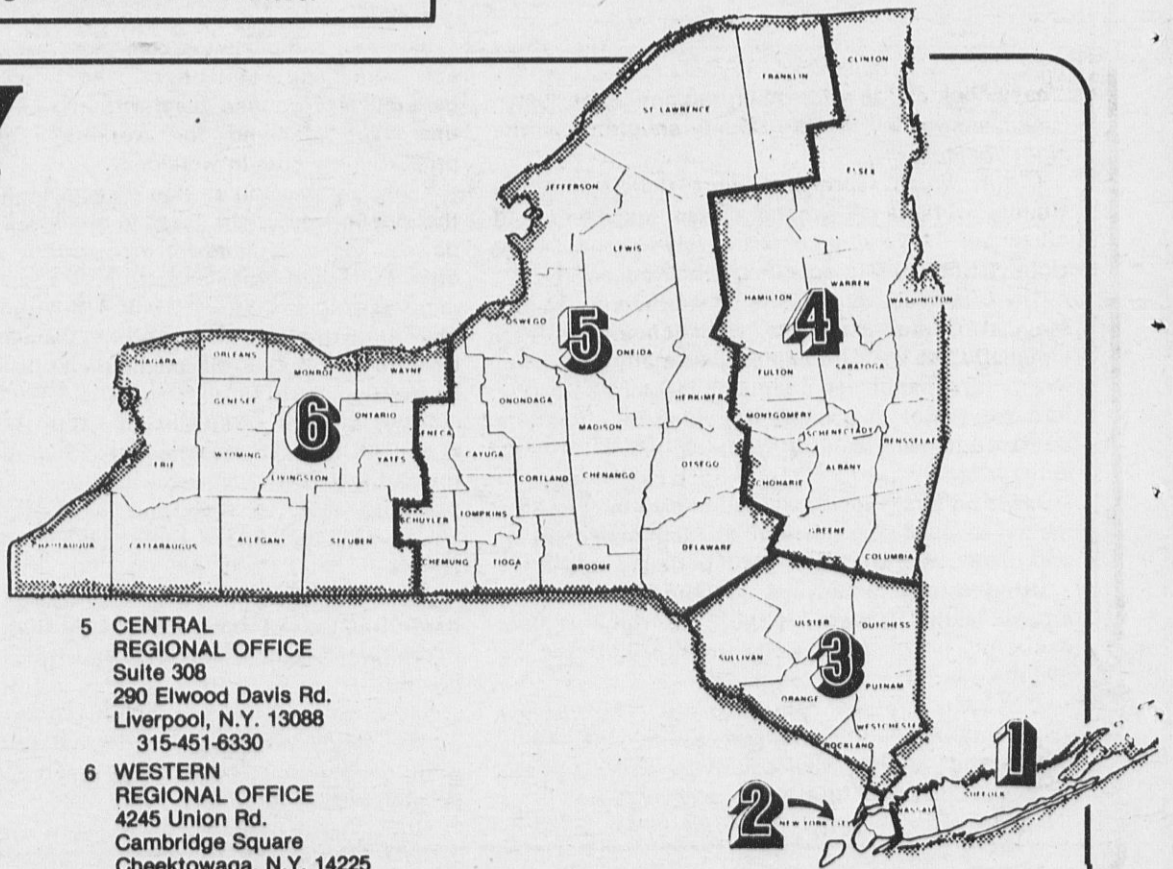 CLINTON
FRANKLIN
ST. LAWRENCE
ESSEX
JEFFERSON
LEWIS
HAMILTON
WARREN
WASHINGTON
4
5
ONEIDA
FULTON
SARATOGA
NIAGARA
ORLEANS
MONROE
WAYNE
GENESEE
ONTARIO
6
ONONDAGA
MADISON
HERKIMER
MONTGOMERY
SCHENECTADY
RENSSELAE
ERIE
WYOMING
LIVINGSTON
YATES
CAYUGA
CORTLAND
CHENANGO
OTSEGO
ALBANY
SCHUYLER
TOMPKINS
GREENE
COLUMBIA
CATTARAUGUS
ALLEGANY
STEUBEN
CHEMUNG
TIOGA
BROOME
DELAWARE
ULSTER
DUTCHESS
SULLIVAN
3
ORANGE
PUTNAM
WESTCHESTER
ROCKLAND
1
SUFFOLK
NASSAU
2
NEW YORK CITY
5 CENTRAL
REGIONAL OFFICE
Suite 308
290 Elwood Davis Rd.
Liverpool, N.Y. 13088
315-451-6330
6 WESTERN
REGIONAL OFFICE
4245 Union Rd.
Cambridge Square
Cheektowaga, N.Y. 14225